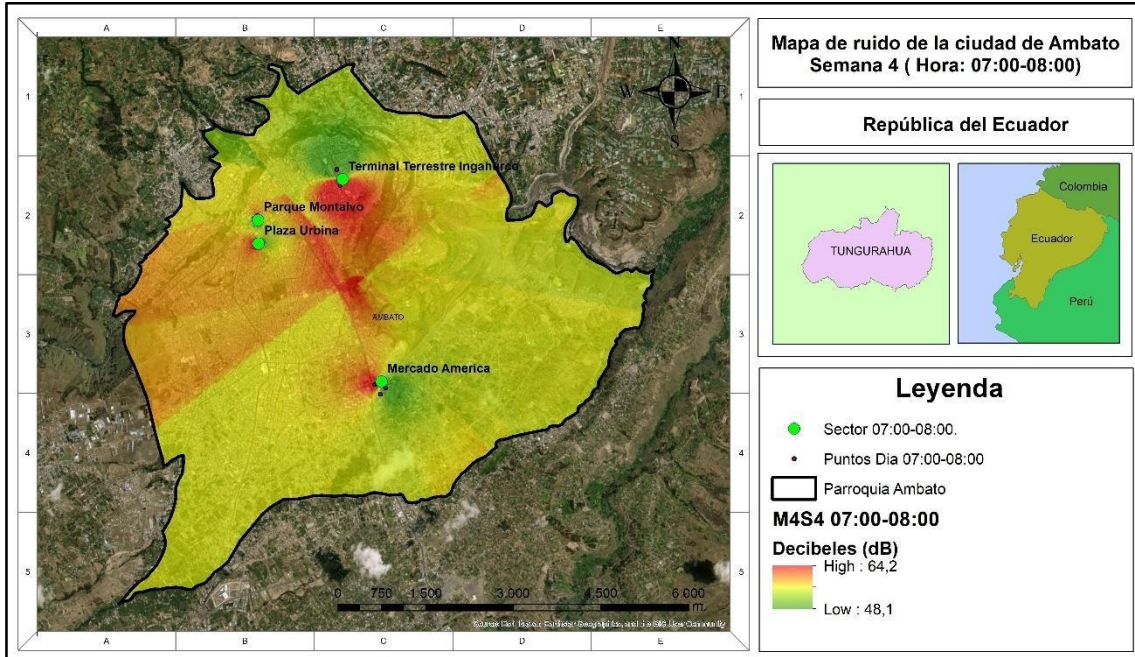 A B C D E
N
W E
S
1 1
2 2
3 3
4 4
5 5
Terminal Terrestre Ingahurco
Parque Montalvo
Plaza Urbina
AMBATO
Mercado America
0 750 1 500 3 000 4 500 6 000
m
A B C D E
Mapa de ruido de la ciudad de Ambato
Semana 4 ( Hora: 07:00-08:00)
República del Ecuador
TUNGURAHUA
Colombia
Ecuador
Perú
Leyenda
Sector 07:00-08:00.
Puntos Dia 07:00-08:00
Parroquia Ambato
M4S4 07:00-08:00
Decibeles (dB)
High : 64,2
Low : 48,1